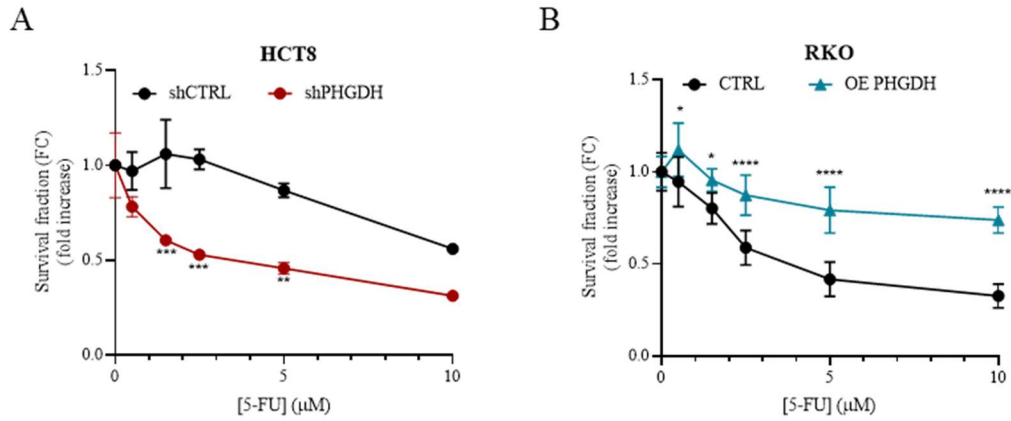 A
HCT8
shCTRL shPHGDH
Survival fraction (FC)
(fold increase)
1.5
1.0
0.5
0.0
***
***
**
0 5 10
[5-FU] (μM)
B
RKO
CTRL OE PHGDH
Survival fraction (FC)
(fold increase)
1.5
1.0
0.5
0.0
*
*
****
****
****
0 5 10
[5-FU] (μM)